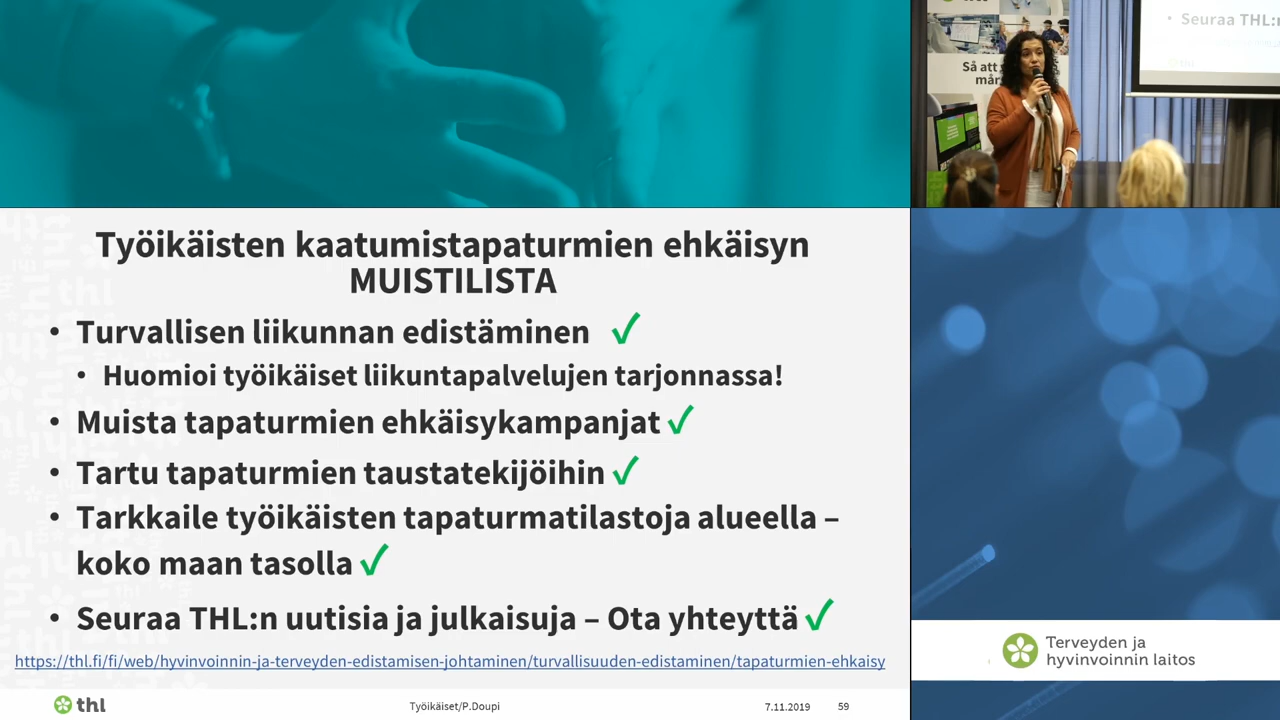 Työikäisten kaatumistapaturmien ehkäisyn
MUISTILISTA
• Turvallisen liikunnan edistäminen ✓
• Huomioi työikäiset liikuntapalvelujen tarjonnassa!
• Muista tapaturmien ehkäisykampanjat ✓
• Tartu tapaturmien taustatekijöihin ✓
• Tarkkaile työikäisten tapaturmatilastoja alueella –
koko maan tasolla ✓
• Seuraa THL:n uutisia ja julkaisuja – Ota yhteyttä ✓
https://thl.fi/fi/web/hyvinvoinnin-ja-terveyden-edistamisen-johtaminen/turvallisuuden-edistaminen/tapaturmien-ehkaisy
thl
Työikäiset/P.Doupi
7.11.2019
59
• Seuraa THL:n
Så att
Terveyden ja
hyvinvoinnin laitos